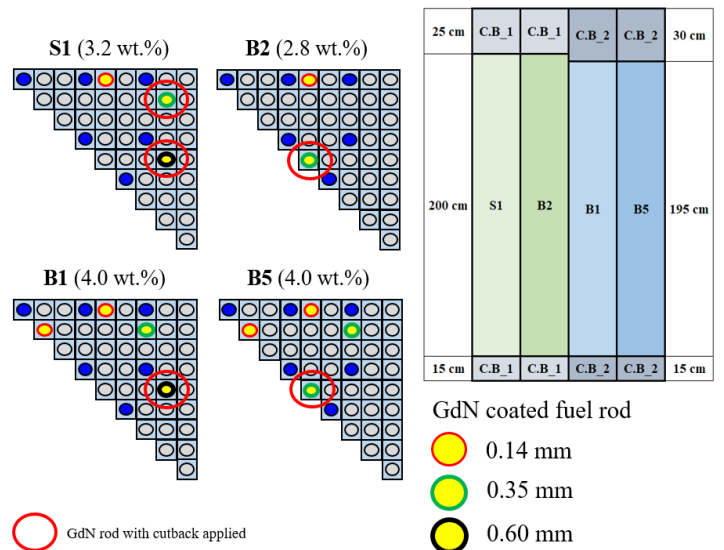 S1 (3.2 wt.%)
B2 (2.8 wt.%)
B1 (4.0 wt.%)
B5 (4.0 wt.%)
GdN rod with cutback applied
25 cm C.B_1 C.B_1 C.B_2 C.B_2 30 cm
200 cm S1 B2 B1 B5 195 cm
15 cm C.B_1 C.B_1 C.B_2 C.B_2 15 cm
GdN coated fuel rod
0.14 mm
0.35 mm
0.60 mm